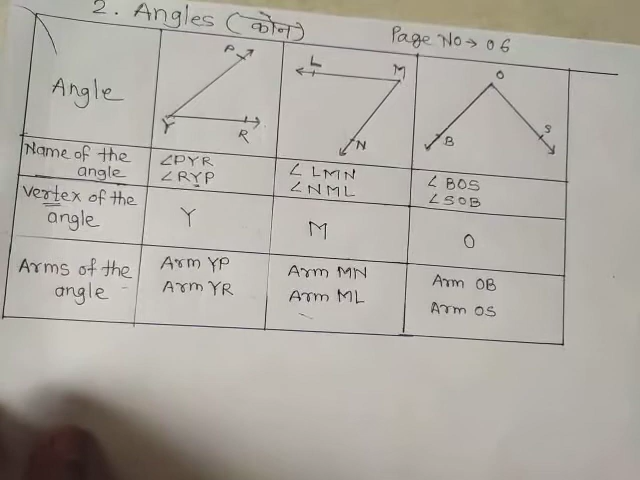 2. Angles (कोन)
Page No → 06
Angle
P
Y
R
L
M
N
O
B
S
Name of the angle
∠PYR
∠RYP
∠LMN
∠NML
∠BOS
∠SOB
Vertex of the angle
Y
M
O
Arms of the angle
Arm YP
Arm YR
Arm MN
Arm ML
Arm OB
Arm OS